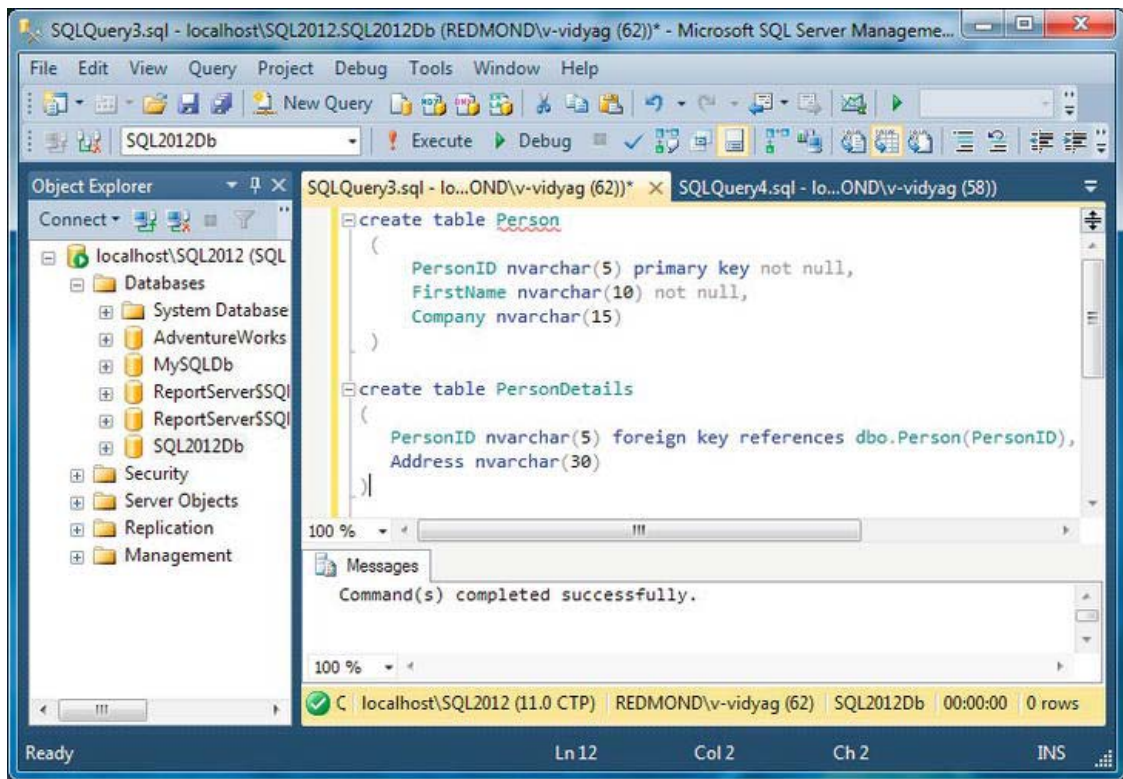 SQLQuery3.sql - localhost\SQL2012.SQL2012Db (REDMOND\v-vidyag (62))* - Microsoft SQL Server Manageme...
File Edit View Query Project Debug Tools Window Help
New Query
SQL2012Db Execute Debug
Object Explorer
Connect
localhost\SQL2012 (SQL
Databases
System Database
AdventureWorks
MySQLDb
ReportServer$SQl
ReportServer$SQl
SQL2012Db
Security
Server Objects
Replication
Management
SQLQuery3.sql - lo...OND\v-vidyag (62))* SQLQuery4.sql - lo...OND\v-vidyag (58))
create table Person
(
PersonID nvarchar(5) primary key not null,
FirstName nvarchar(10) not null,
Company nvarchar(15)
)
create table PersonDetails
(
PersonID nvarchar(5) foreign key references dbo.Person(PersonID),
Address nvarchar(30)
)
100 %
Messages
Command(s) completed successfully.
100 %
C localhost\SQL2012 (11.0 CTP) REDMOND\v-vidyag (62) SQL2012Db 00:00:00 0 rows
Ready Ln 12 Col 2 Ch 2 INS